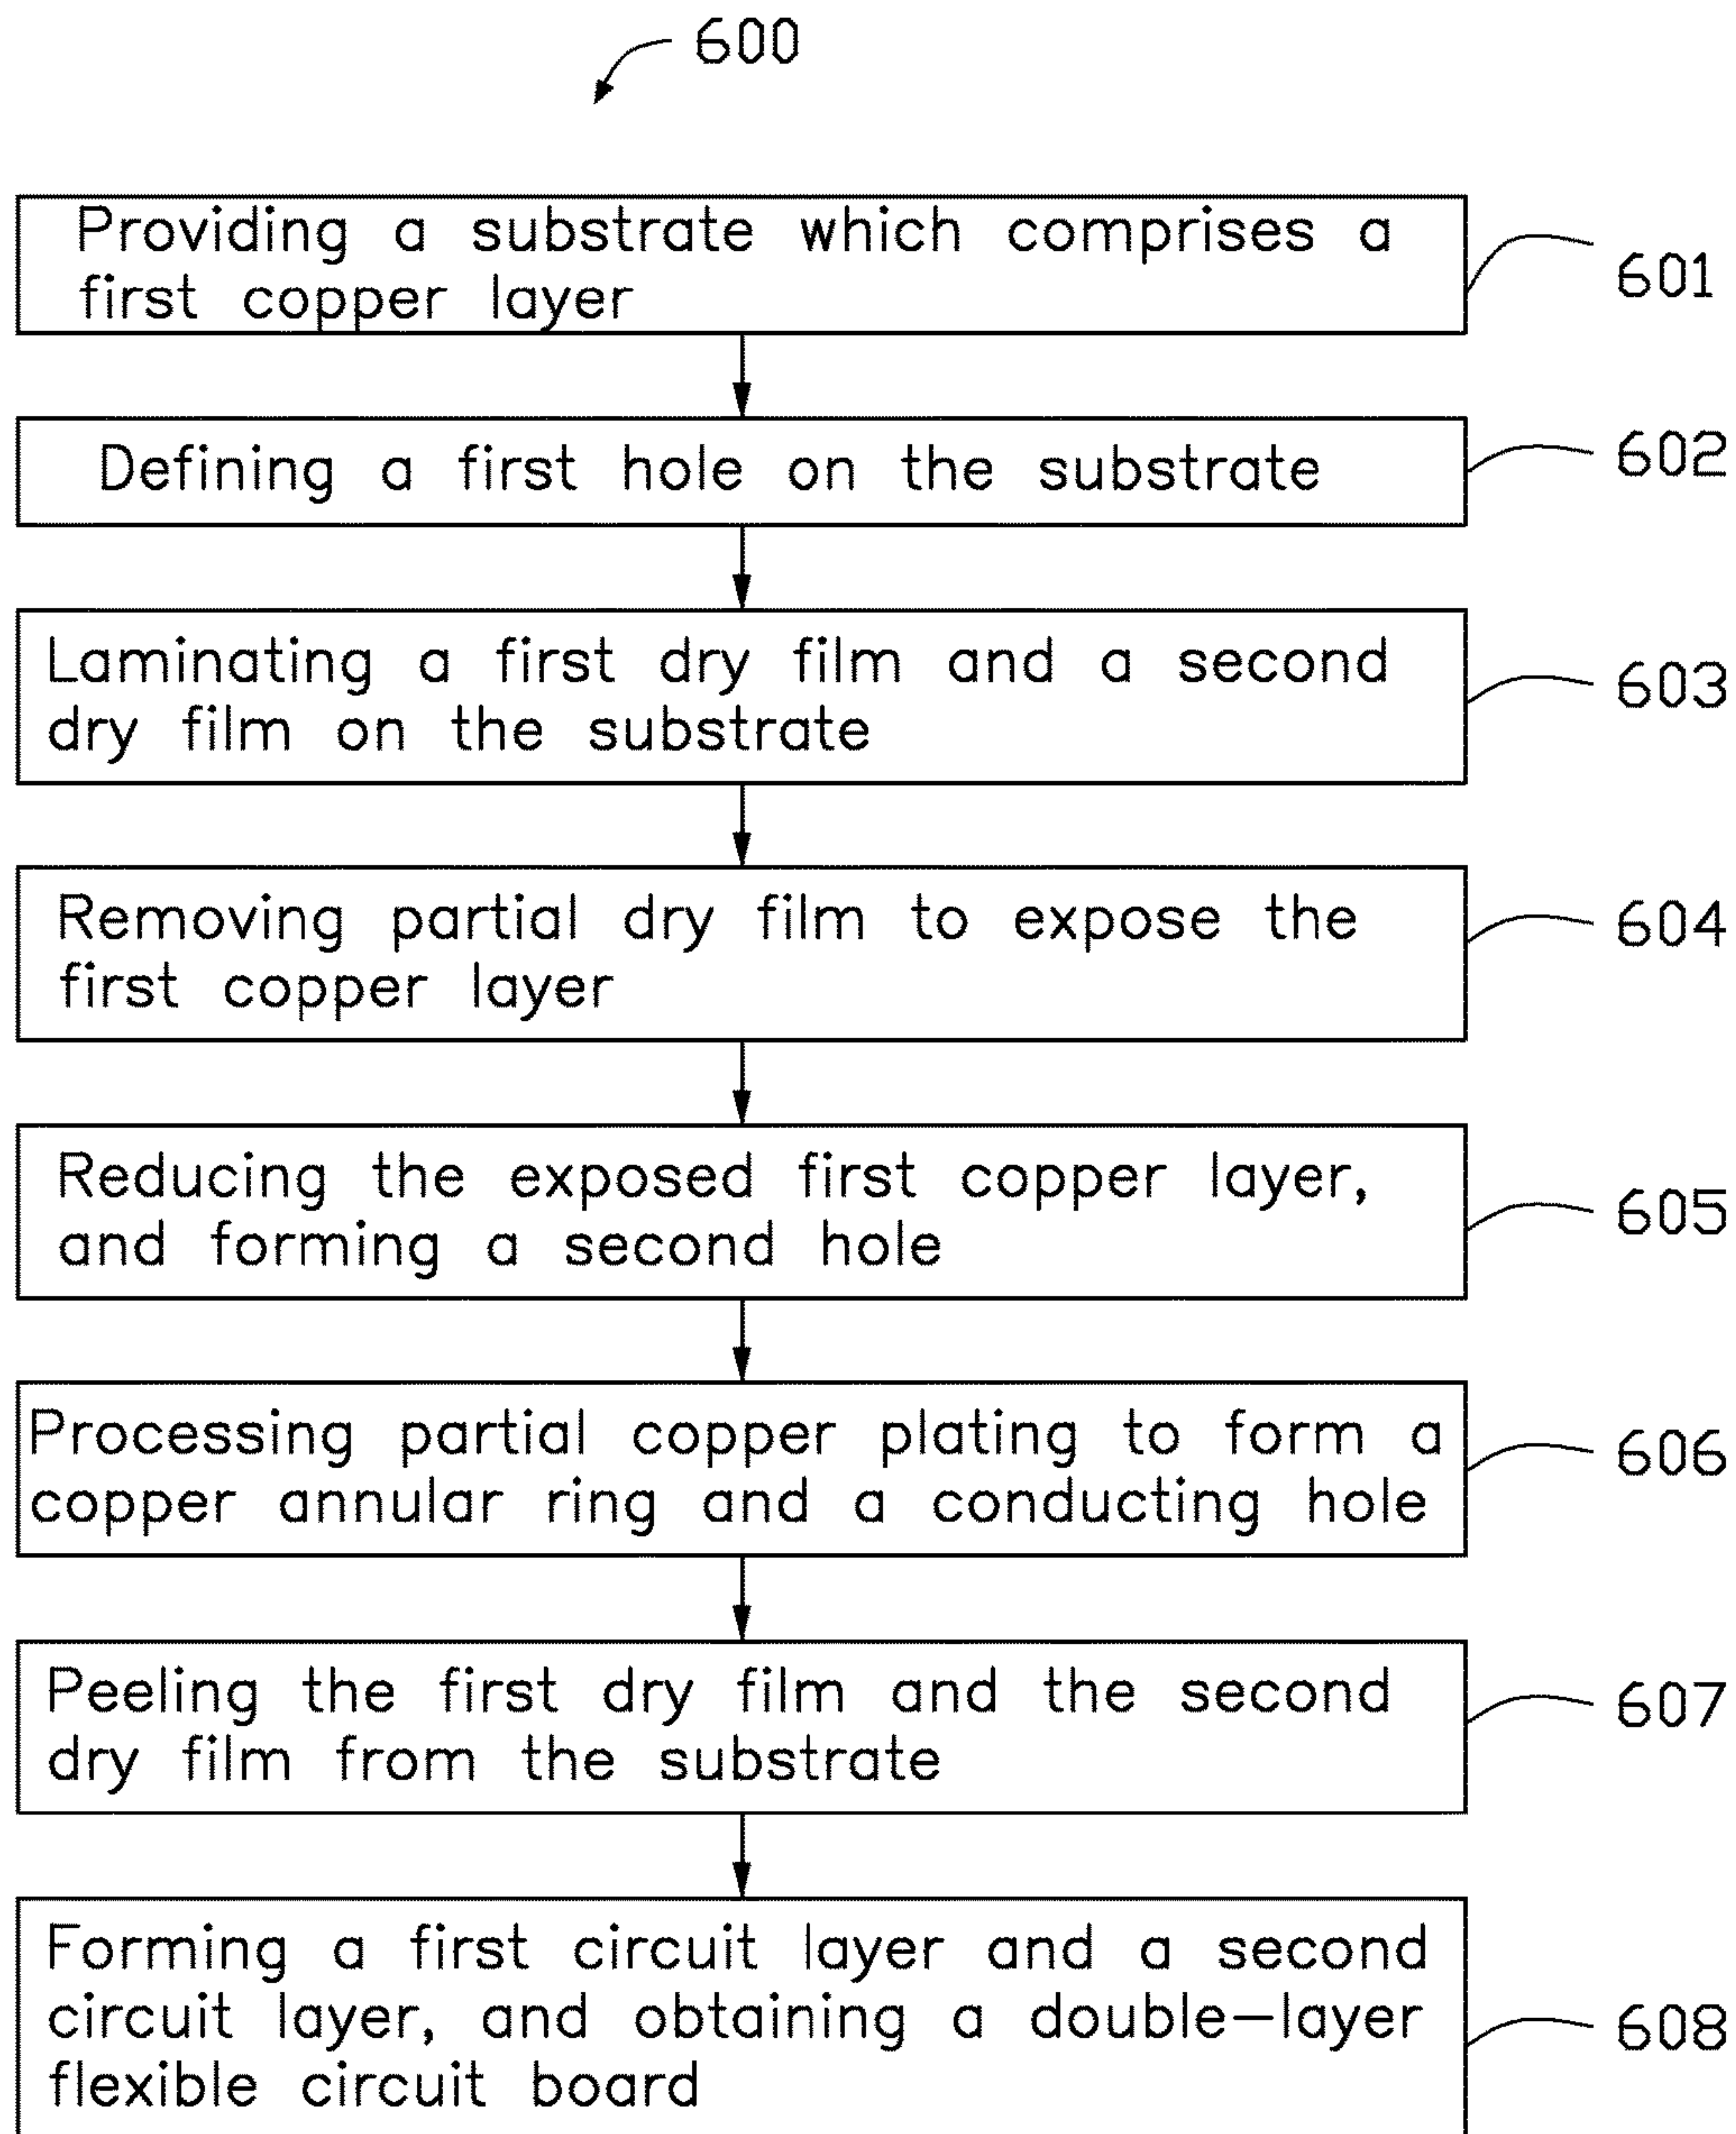 600
Providing a substrate which comprises a
first copper layer
601
Defining a first hole on the substrate
602
Laminating a first dry film and a second
dry film on the substrate
603
Removing partial dry film to expose the
first copper layer
604
Reducing the exposed first copper layer,
and forming a second hole
605
Processing partial copper plating to form a
copper annular ring and a conducting hole
606
Peeling the first dry film and the second
dry film from the substrate
607
Forming a first circuit layer and a second
circuit layer, and obtaining a double-layer
flexible circuit board
608